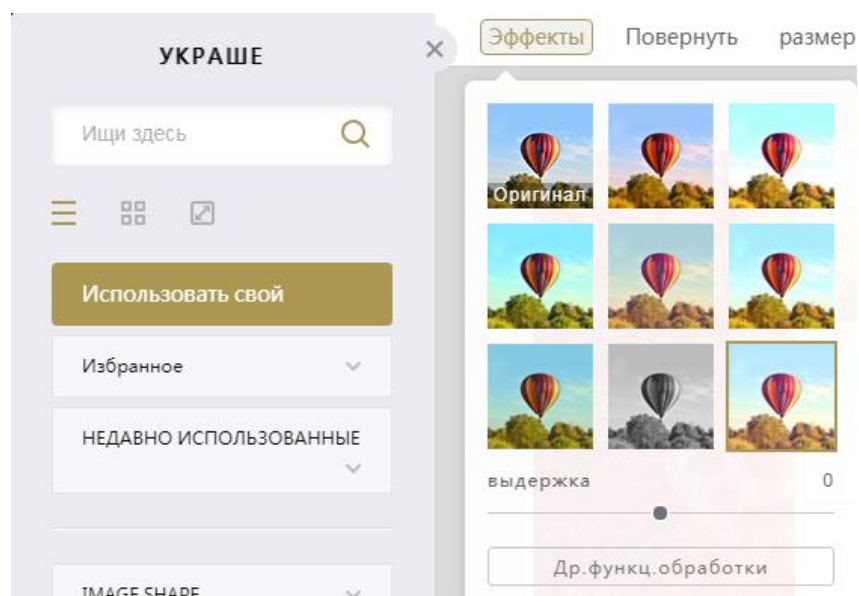 УКРАШЕ
Ищи здесь
Использовать свой
Избранное
НЕДАВНО ИСПОЛЬЗОВАННЫЕ
IMAGE SHAPE
Эффекты Повернуть размер
Оригинал
выдержка 0
Др.функц.обработки